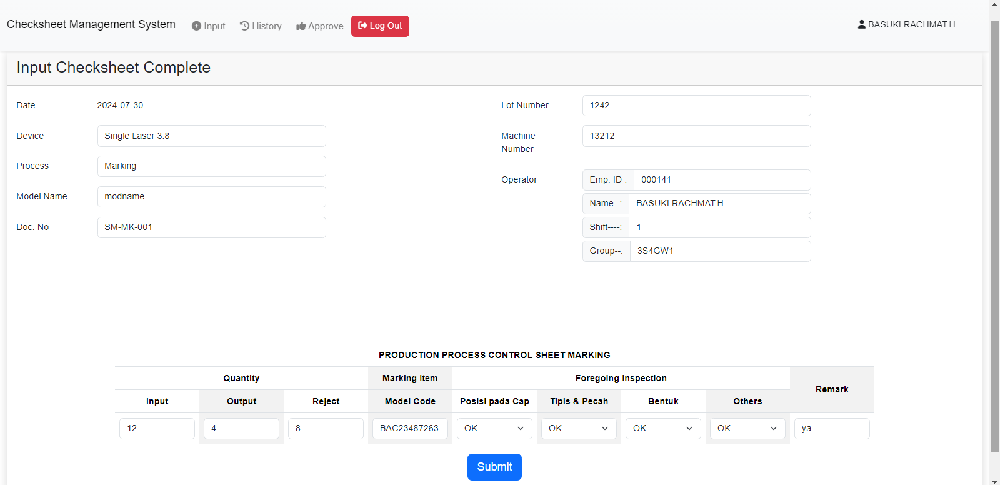 Checksheet Management System Input History Approve Log Out BASUKI RACHMAT.H
Input Checksheet Complete
Date 2024-07-30
Device Single Laser 3.8
Process Marking
Model Name modname
Doc. No SM-MK-001
Lot Number 1242
Machine Number 13212
Operator Emp. ID : 000141
Name--: BASUKI RACHMAT.H
Shift----: 1
Group--: 3S4GW1
PRODUCTION PROCESS CONTROL SHEET MARKING
Quantity Marking Item Foregoing Inspection Remark
Input Output Reject Model Code Posisi pada Cap Tipis & Pecah Bentuk Others
12 4 8 BAC23487263 OK OK OK OK ya
Submit